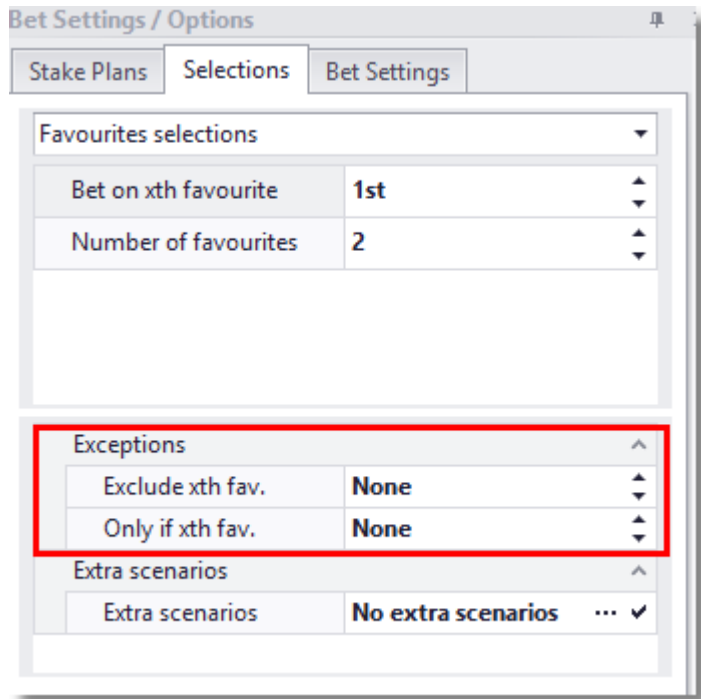 Bet Settings / Options
Stake Plans Selections Bet Settings
Favourites selections
Bet on xth favourite 1st
Number of favourites 2
Exceptions
Exclude xth fav. None
Only if xth fav. None
Extra scenarios
Extra scenarios No extra scenarios ...